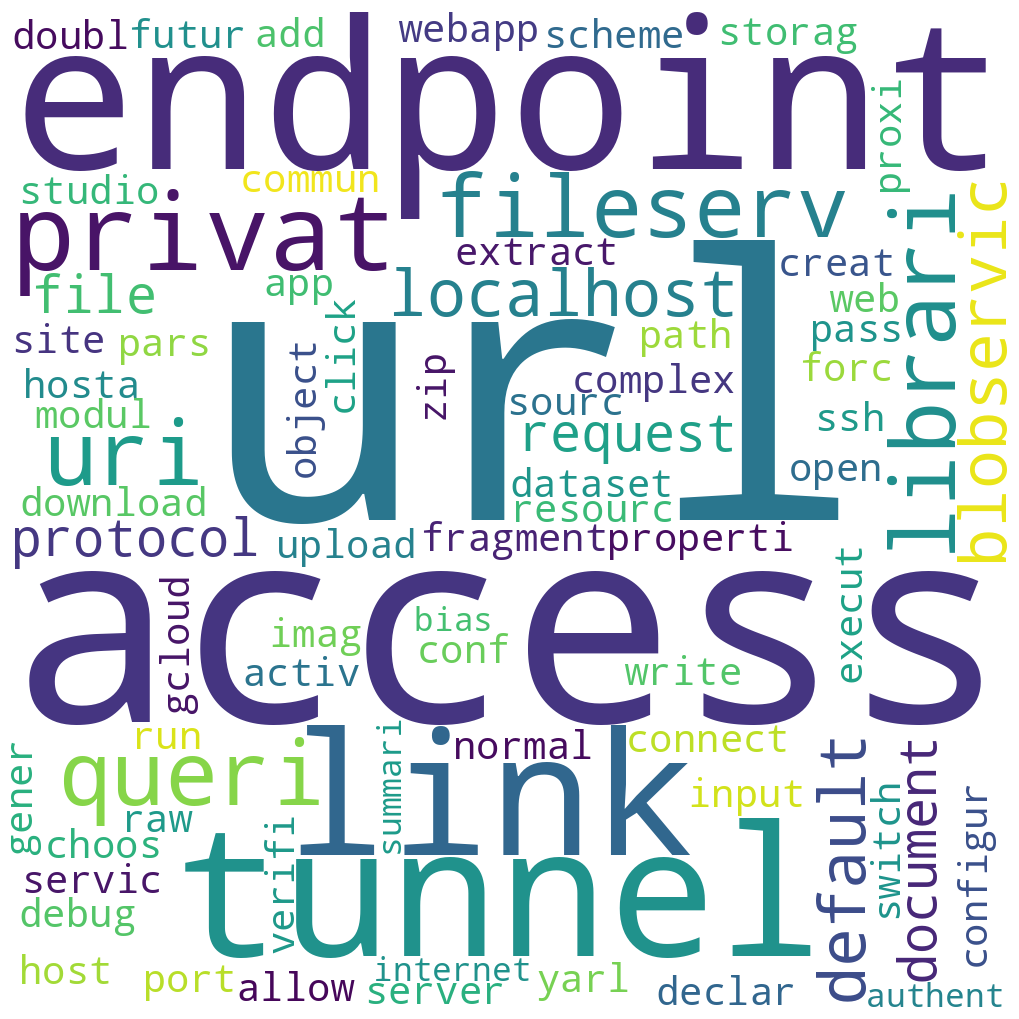 doubl futur add webapp scheme storag
endpoint
proxi
studio commun
privat fileserv
librari
blobservic
extract creat
file app localhost web
url
click
site pars path pass
object
zip
hosta complex forc
modul sourc ssh
uri request open
download dataset
resourc
protocol upload fragment properti
access
execut
gcloud
imag bias
activ conf write
run link normal connect
summari
default
document
gener
queri input
raw switch
configur
choos tunnel
verifi
servic
debug
host port allow internet
server yarl declar authent